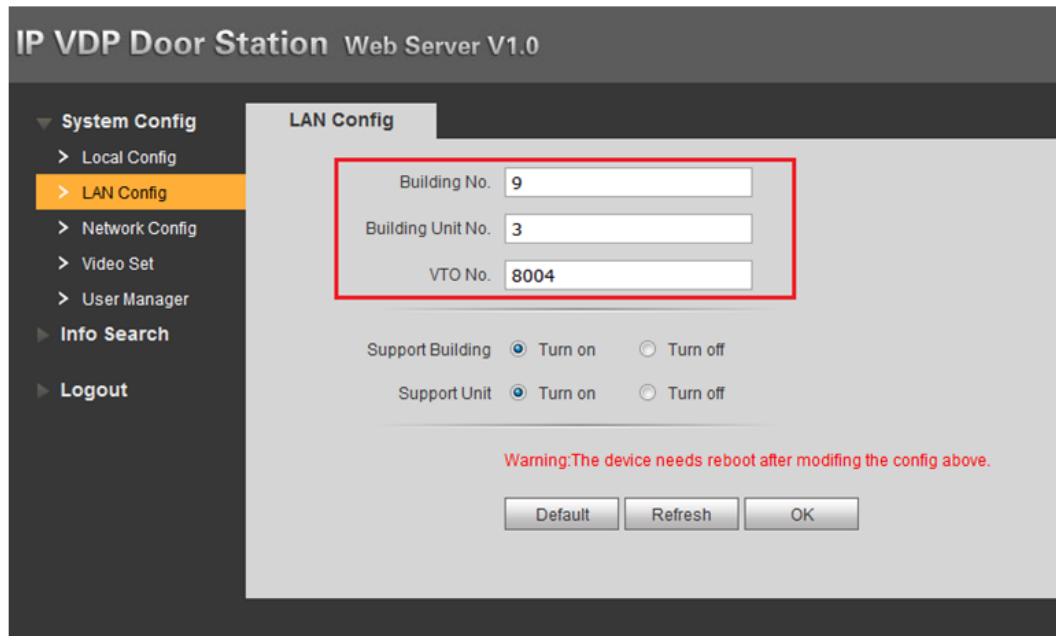 IP VDP Door Station Web Server V1.0
System Config
Local Config
LAN Config
Network Config
Video Set
User Manager
Info Search
Logout
LAN Config
Building No. 9
Building Unit No. 3
VTO No. 8004
Support Building Turn on Turn off
Support Unit Turn on Turn off
Warning:The device needs reboot after modifing the config above.
Default Refresh OK